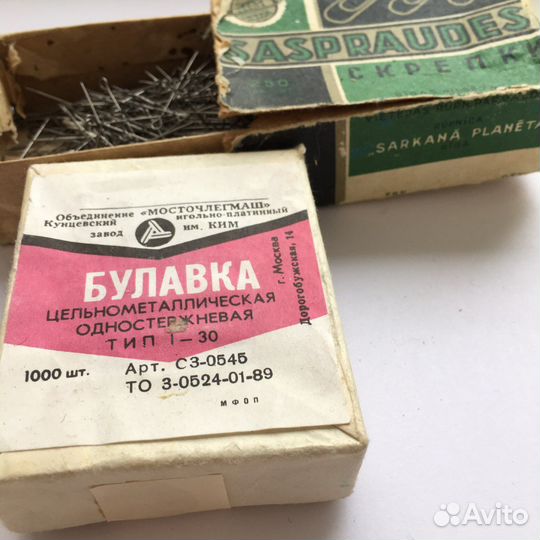 SASPRAUDES
СКРЕПКИ
"SARKANĀ PLANĒTA
Объединение «МОСТОЧЛЕГМАШ»
Кунцевский игольно-платинный
завод им. КИМ
БУЛАВКА
ЦЕЛЬНОМЕТАЛЛИЧЕСКАЯ
ОДНОСТЕРЖНЕВАЯ
ТИП I-30
1000 шт. Арт. С3-0545
ТО 3-0524-01-89
МФОП
г. Москва
Дорогобужская, 14
Avito